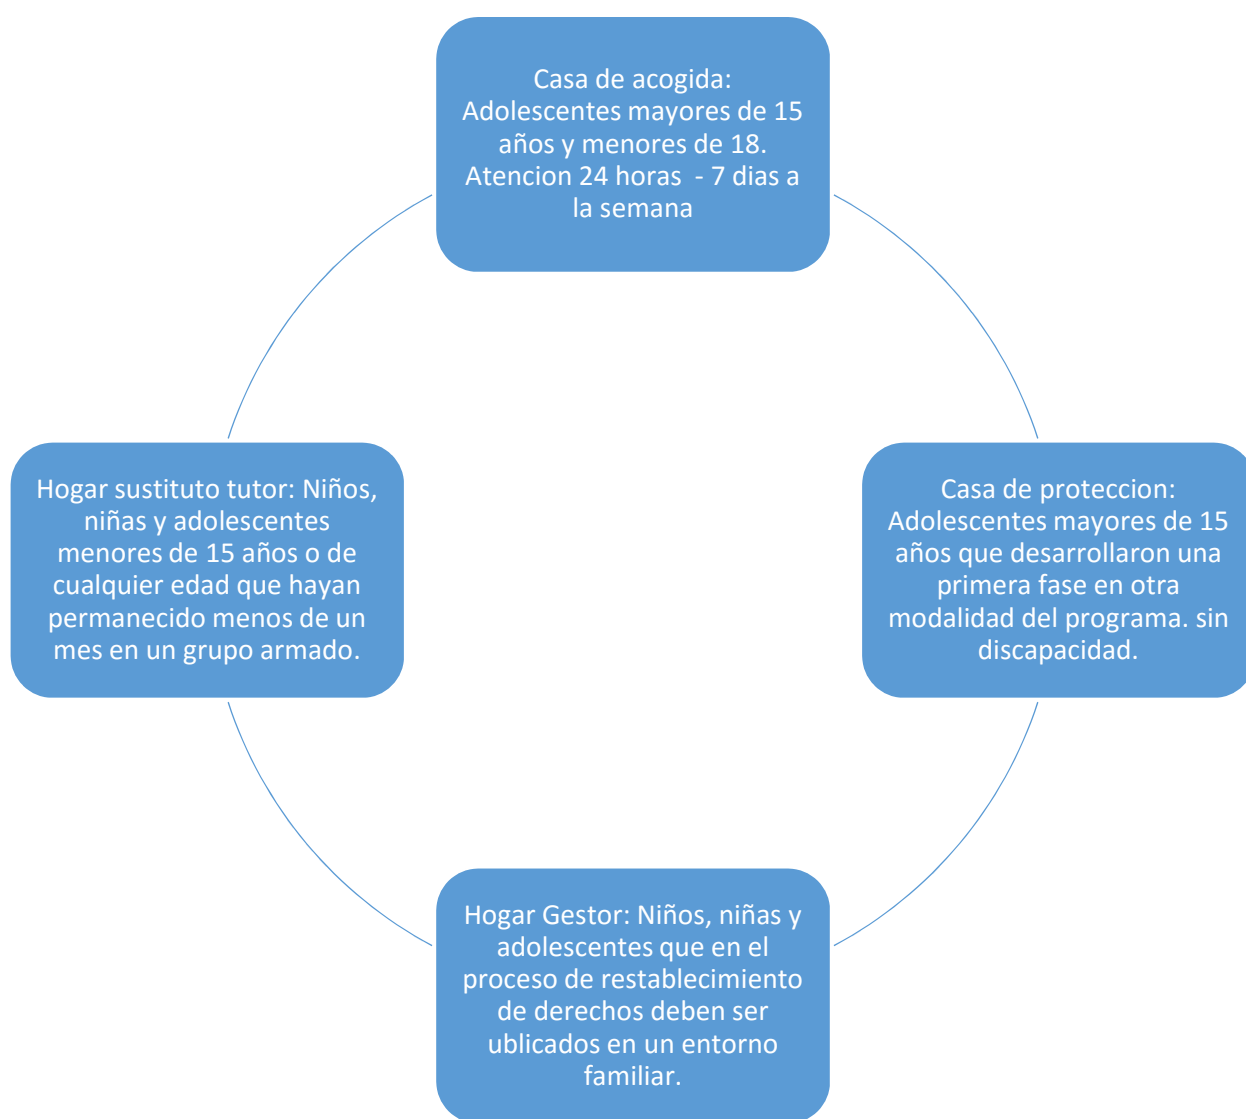 Casa de acogida:
Adolescentes mayores de 15
años y menores de 18.
Atencion 24 horas  - 7 dias a
la semana
Casa de proteccion:
Adolescentes mayores de 15
años que desarrollaron una
primera fase en otra
modalidad del programa. sin
discapacidad.
Hogar Gestor: Niños, niñas y
adolescentes que en el
proceso de restablecimiento
de derechos deben ser
ublicados en un entorno
familiar.
Hogar sustituto tutor: Niños,
niñas y adolescentes
menores de 15 años o de
cualquier edad que hayan
permanecido menos de un
mes en un grupo armado.